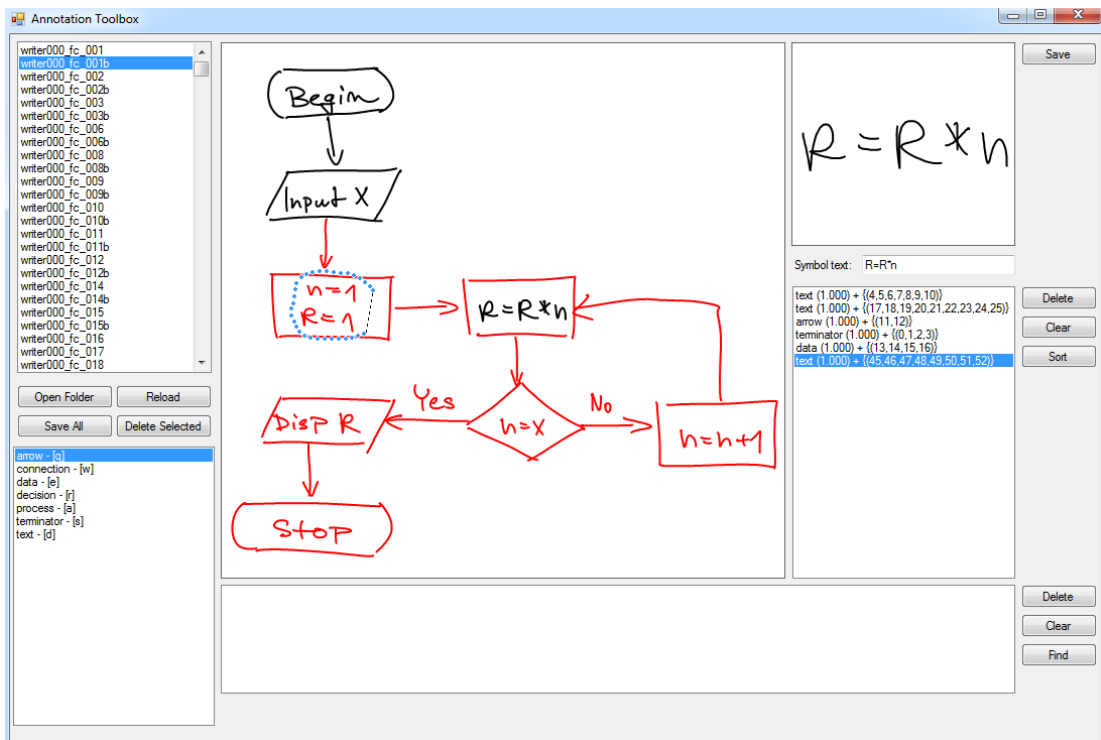 Annotation Toolbox
writer000_fc_001
writer000_fc_001b
writer000_fc_002
writer000_fc_002b
writer000_fc_003
writer000_fc_003b
writer000_fc_006
writer000_fc_006b
writer000_fc_008
writer000_fc_008b
writer000_fc_009
writer000_fc_009b
writer000_fc_010
writer000_fc_010b
writer000_fc_011
writer000_fc_011b
writer000_fc_012
writer000_fc_012b
writer000_fc_014
writer000_fc_014b
writer000_fc_015
writer000_fc_015b
writer000_fc_016
writer000_fc_017
writer000_fc_018
Open Folder
Reload
Save All
Delete Selected
arrow - [q]
connection - [w]
data - [e]
decision - [r]
process - [a]
terminator - [s]
text - [d]
Begin
Input X
n=1
R=1
R=R*n
n=X
Yes
No
n=n+1
Disp R
Stop
R=R*n
Save
Symbol text: R=R*n
text (1.000) + {(4,5,6,7,8,9,10)}
text (1.000) + {(17,18,19,20,21,22,23,24,25)}
arrow (1.000) + {(11,12)}
terminator (1.000) + {(0,1,2,3)}
data (1.000) + {(13,14,15,16)}
text (1.000) + {(45,46,47,48,49,50,51,52)}
Delete
Clear
Sort
Delete
Clear
Find